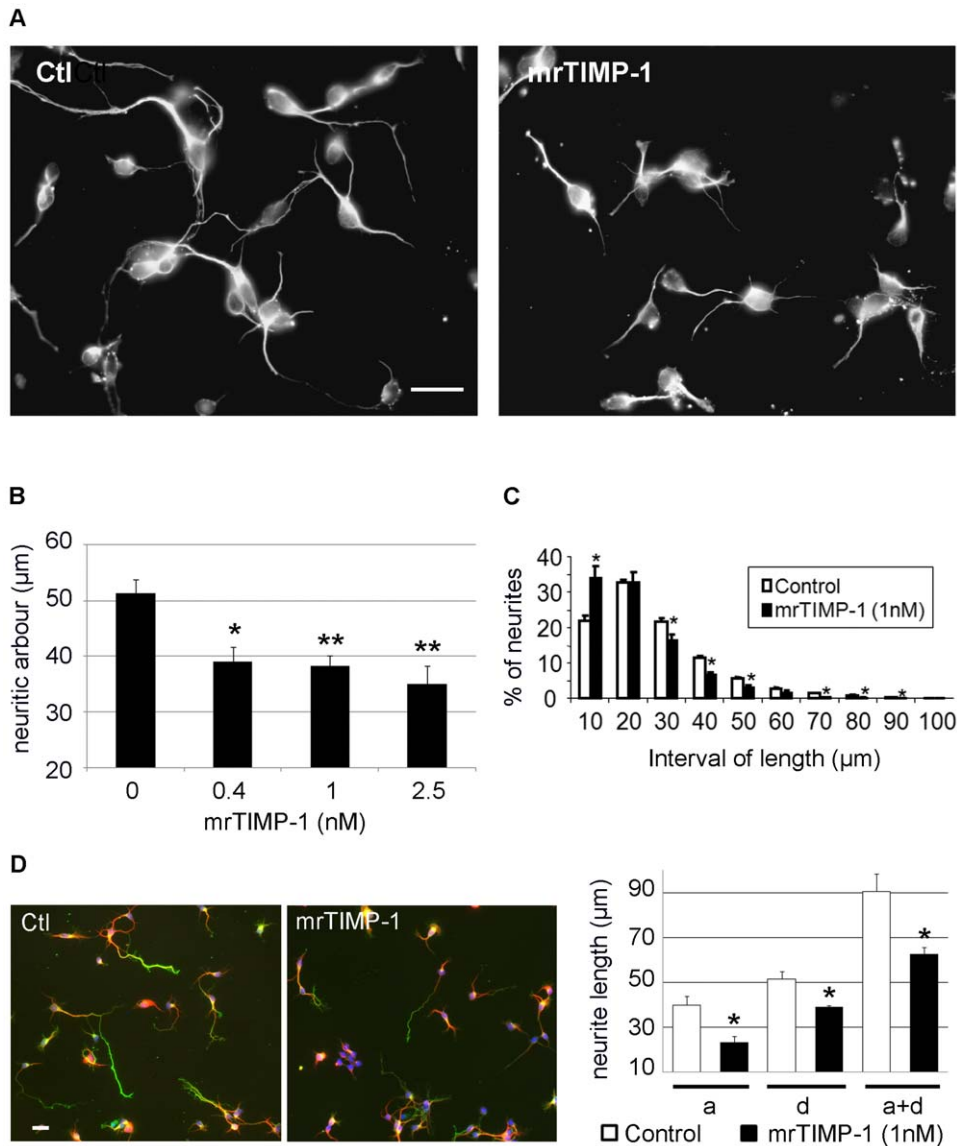 A
CtlCtl
mrTIMP-1
B
neuritic arbour (µm)
60
50
40
30
20
*
**
**
0 0.4 1 2.5
mrTIMP-1 (nM)
C
% of neurites
40
30
20
10
0
*
*
*
*
*
*
*
Control
mrTIMP-1 (1nM)
10 20 30 40 50 60 70 80 90 100
Interval of length (µm)
D
Ctl
mrTIMP-1
neurite length (µm)
90
70
50
30
10
*
*
*
a d a+d
Control mrTIMP-1 (1nM)